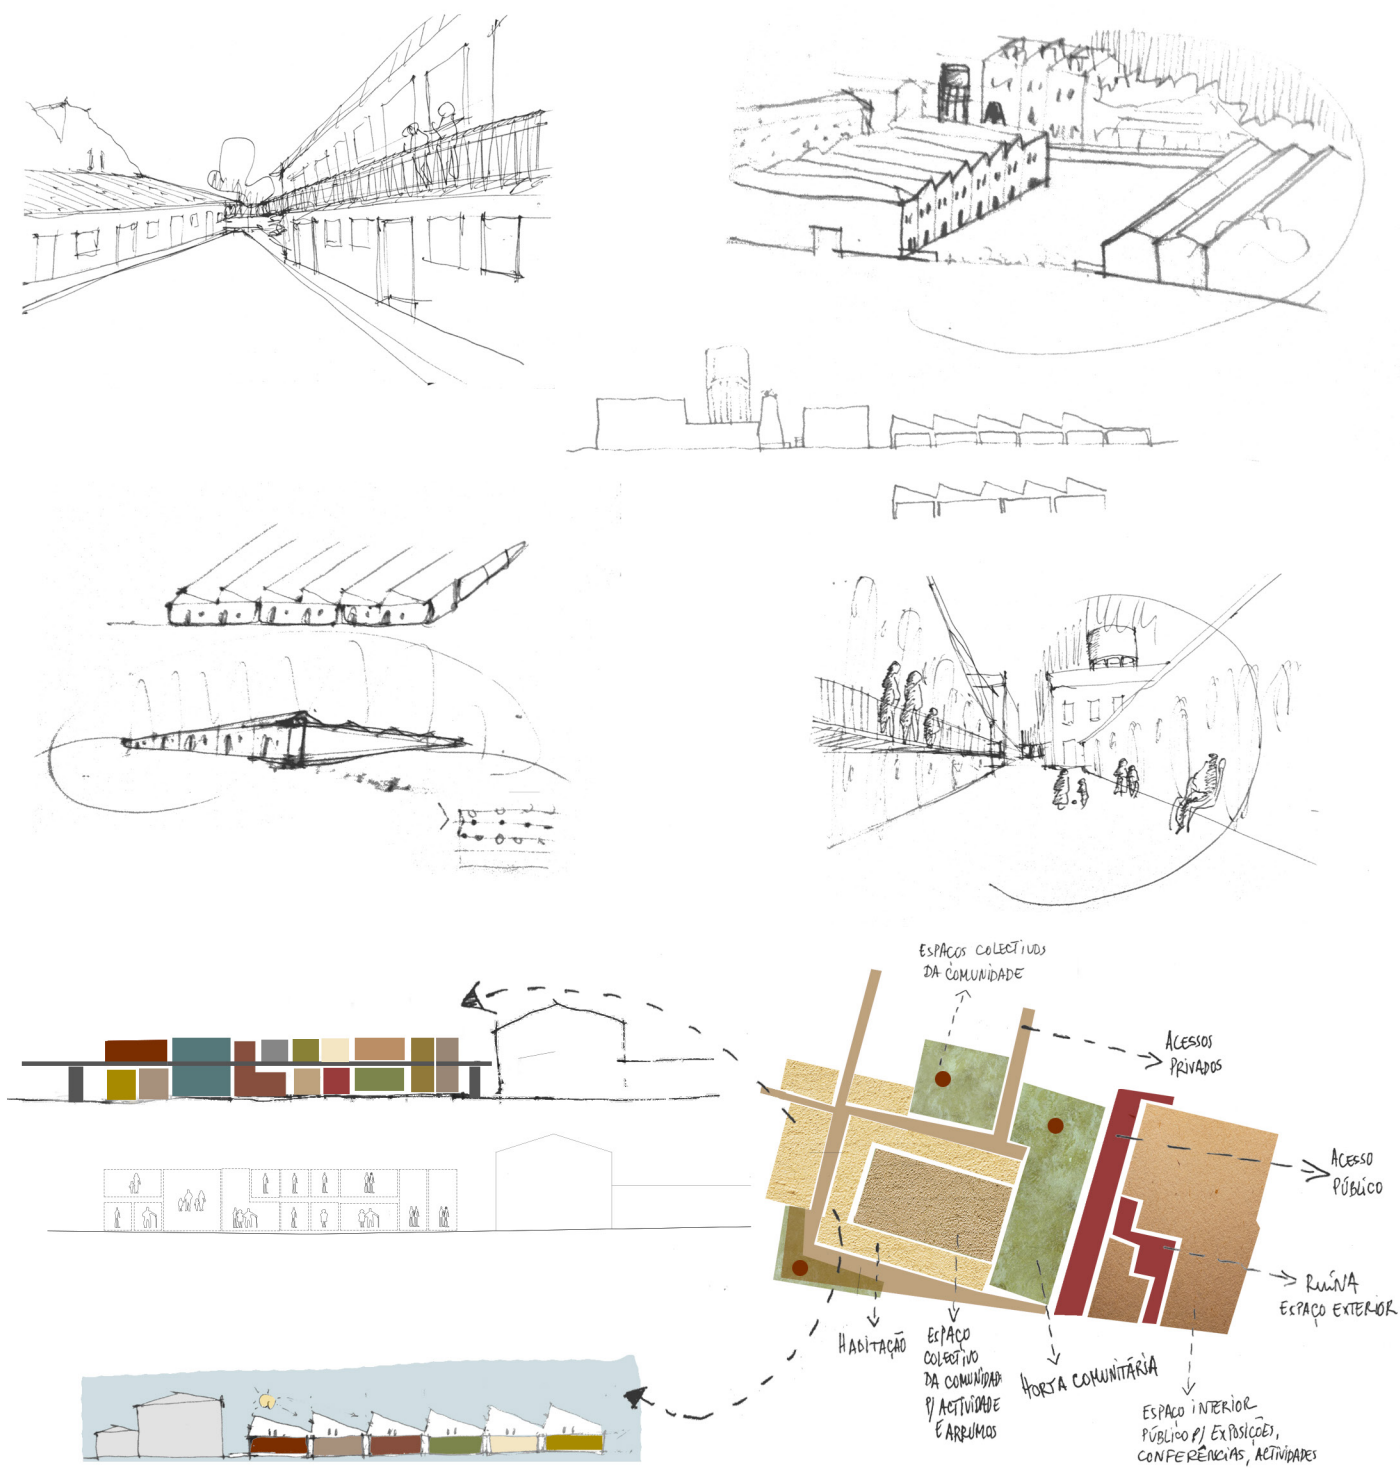 ESPAÇOS COLECTIVOS
DA COMUNIDADE
ACESSOS
PRIVADOS
ACESSO
PÚBLICO
RUÍNA
ESPAÇO EXTERIOR
HABITAÇÃO
ESPAÇO
COLECTIVO
DA COMUNIDAD.
P/ ACTIVIDADE
E ARRUMOS
HORTA COMUNITÁRIA
ESPAÇO INTERIOR
PÚBLICO P/ EXPOSIÇÕES,
CONFERÊNCIAS, ACTIVIDADES